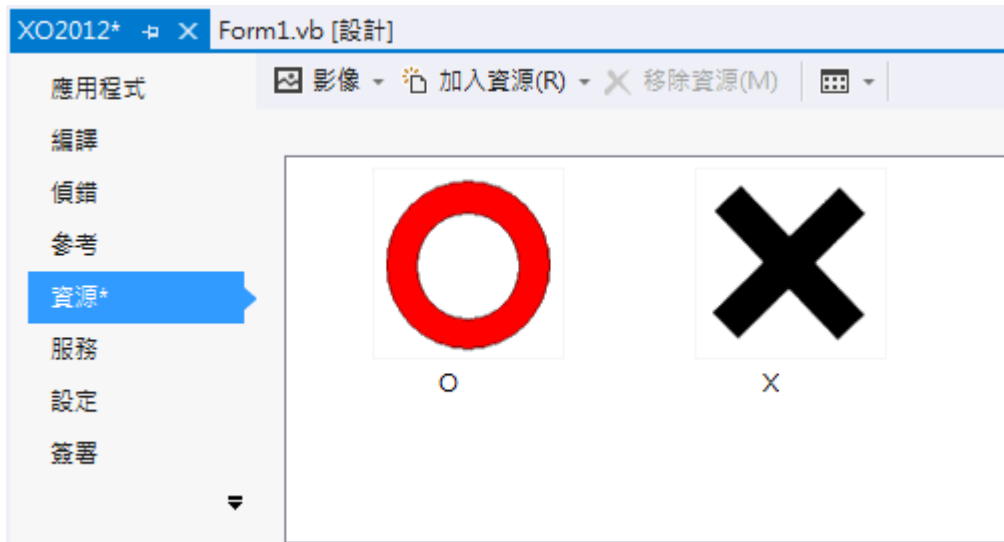 XO2012* Form1.vb [設計]
影像 加入資源(R) 移除資源(M)
應用程式
編譯
偵錯
參考
資源*
服務
設定
簽署
O X